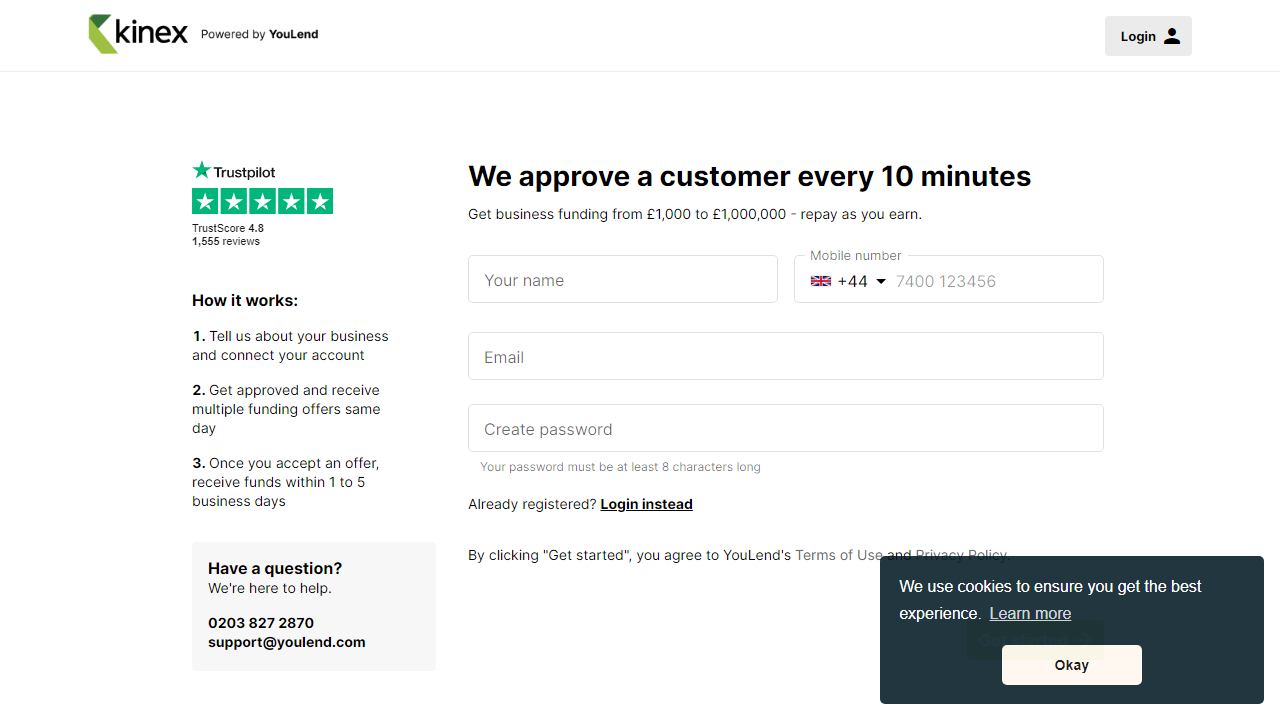 kinex Powered by YouLend
Login
Trustpilot
TrustScore 4.8
1,555 reviews
How it works:
1. Tell us about your business
and connect your account
2. Get approved and receive
multiple funding offers same
day
3. Once you accept an offer,
receive funds within 1 to 5
business days
Have a question?
We're here to help.
0203 827 2870
support@youlend.com
We approve a customer every 10 minutes
Get business funding from £1,000 to £1,000,000 - repay as you earn.
Your name
Mobile number
+44 7400 123456
Email
Create password
Your password must be at least 8 characters long
Already registered? Login instead
By clicking "Get started", you agree to YouLend's Terms of Use and Privacy Policy.
We use cookies to ensure you get the best
experience. Learn more
Okay